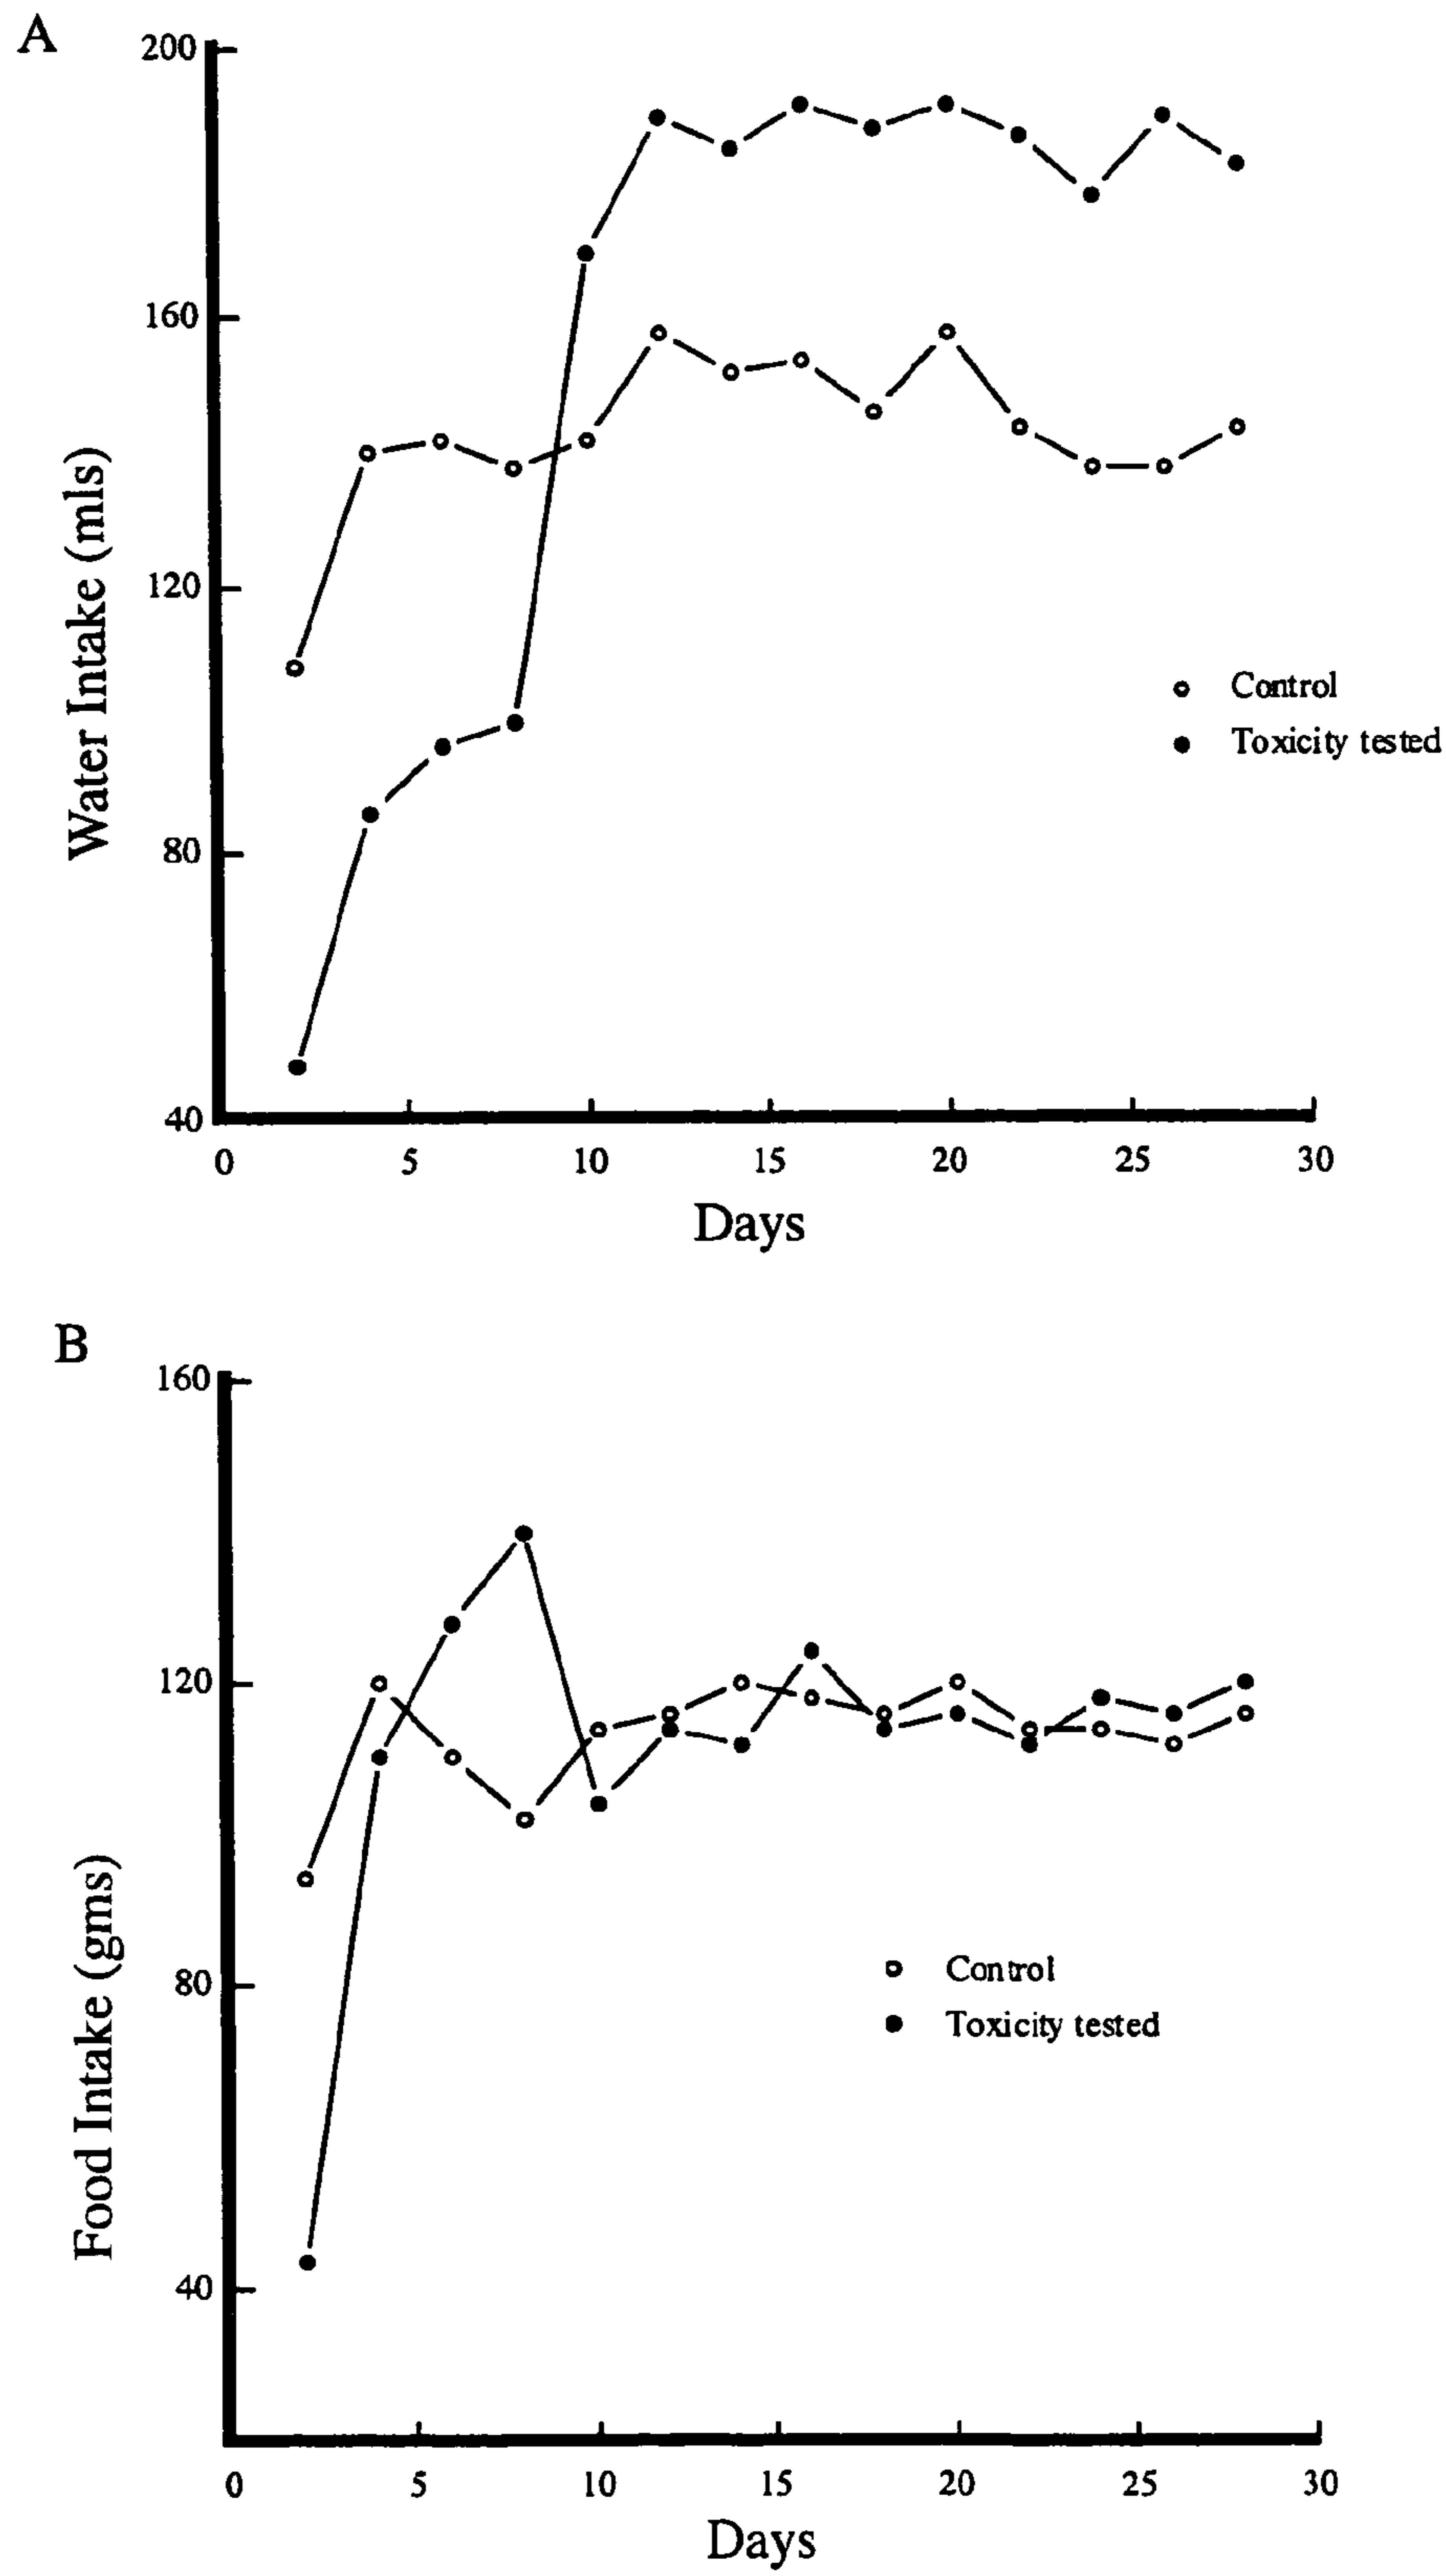 A
200
160
120
80
40
Water Intake (mls)
Control
Toxicity tested
0 5 10 15 20 25 30
Days
B
160
120
80
40
Food Intake (gms)
Control
Toxicity tested
0 5 10 15 20 25 30
Days